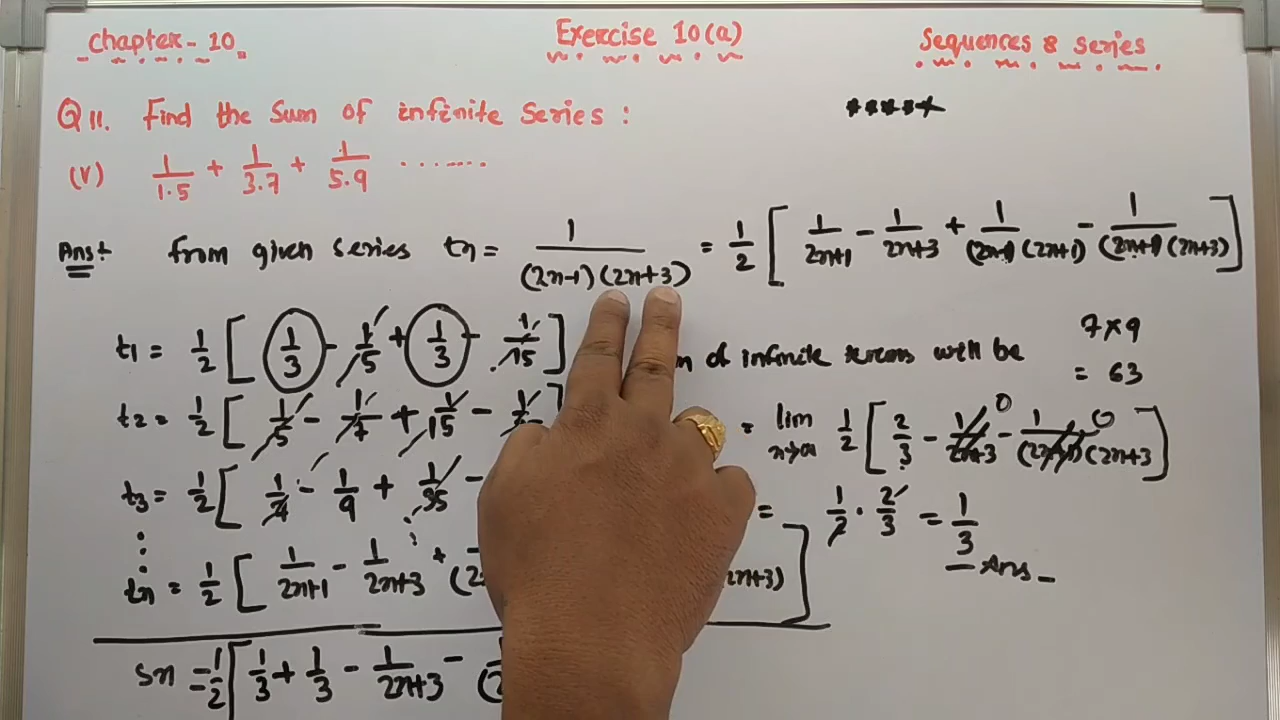 Chapter-10
Exercise 10(a)
Sequences & Series
Q11. Find the Sum of infinite Series :
*****
(V) 1/1.5 + 1/3.7 + 1/5.9 .......
Ans:- from given series tn = 1/(2n-1)(2n+3) = 1/2 [ 1/2n+1 - 1/2n+3 + 1/(2n-1)(2n+1) - 1/(2n+1)(2n+3) ]
t1 = 1/2 [ 1/3 - 1/5 + 1/3 - 1/15 ]
of infinite terms will be
7×9
= 63
t2 = 1/2 [ 1/5 - 1/7 + 1/15 -
= lim n→∞ 1/2 [ 2/3 - 1/2n+3 0 - 1/(2n+1)(2n+3) 0 ]
t3 = 1/2 [ 1/7 - 1/9 + 1/35 -
= 1/2 . 2/3 = 1/3 Ans
tn = 1/2 [ 1/2n+1 - 1/2n+3 + 2n+3) ]
Sn = 1/2 [ 1/3 + 1/3 - 1/2n+3 -